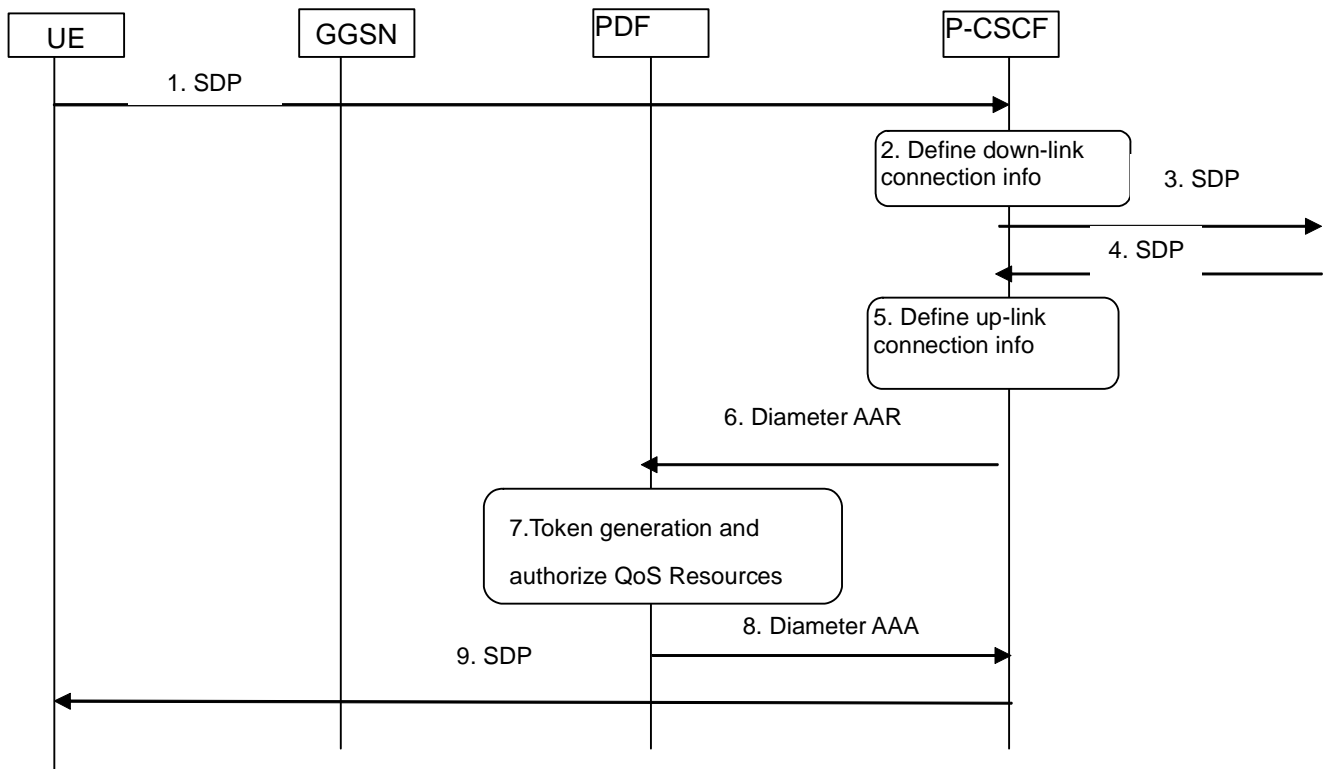 UE
GGSN
PDF
P-CSCF
1. SDP
2. Define down-link
connection info
3. SDP
4. SDP
5. Define up-link
connection info
6. Diameter AAR
7.Token generation and
authorize QoS Resources
8. Diameter AAA
9. SDP